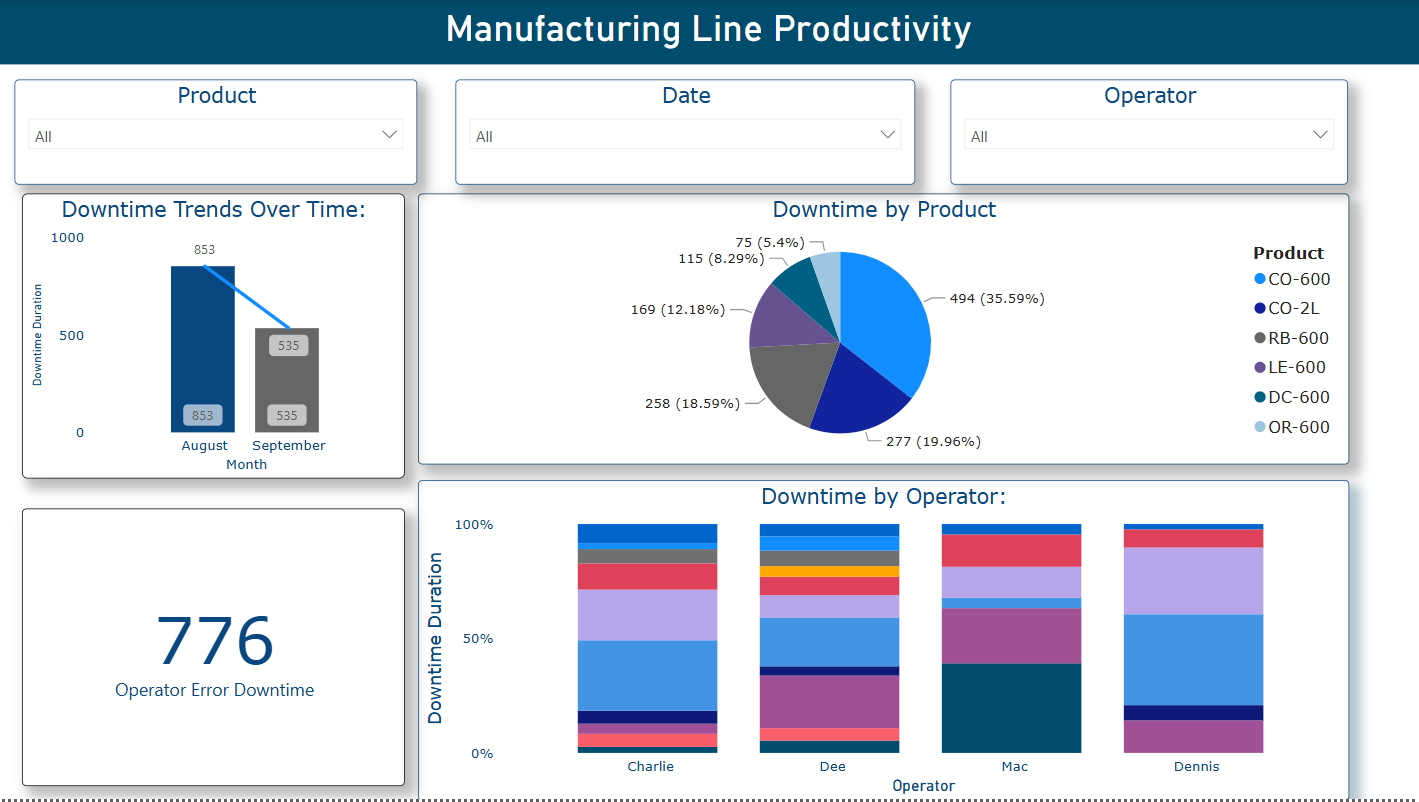 Manufacturing Line Productivity
Product
All
Date
All
Operator
All
Downtime Trends Over Time:
1000
500
0
Downtime Duration
853
535
853
535
August
September
Month
Downtime by Product
75 (5.4%)
115 (8.29%)
169 (12.18%)
258 (18.59%)
494 (35.59%)
277 (19.96%)
Product
CO-600
CO-2L
RB-600
LE-600
DC-600
OR-600
776
Operator Error Downtime
Downtime by Operator:
100%
50%
0%
Downtime Duration
Charlie
Dee
Mac
Dennis
Operator